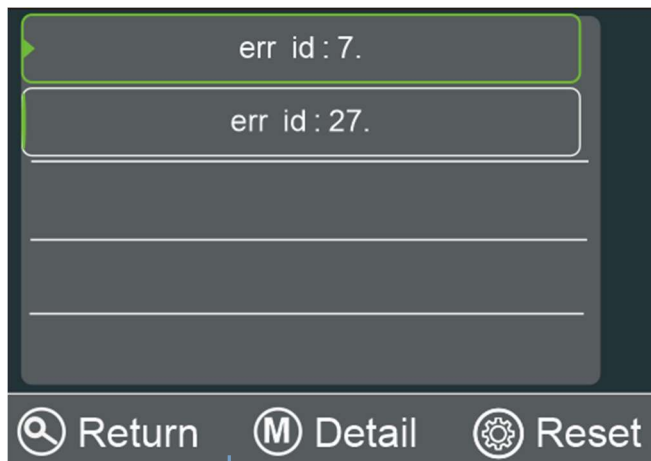 err id : 7.
err id : 27.
Return M Detail Reset